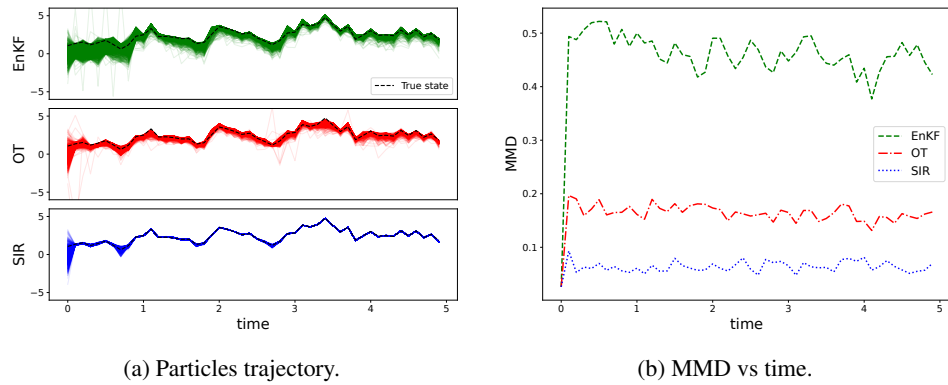 EnKF
5
0
−5
True state
OT
5
0
−5
SIR
5
0
−5
0
1
2
3
4
5
time
(a) Particles trajectory.
MMD
0.5
0.4
0.3
0.2
0.1
EnKF
OT
SIR
0
1
2
3
4
5
time
(b) MMD vs time.